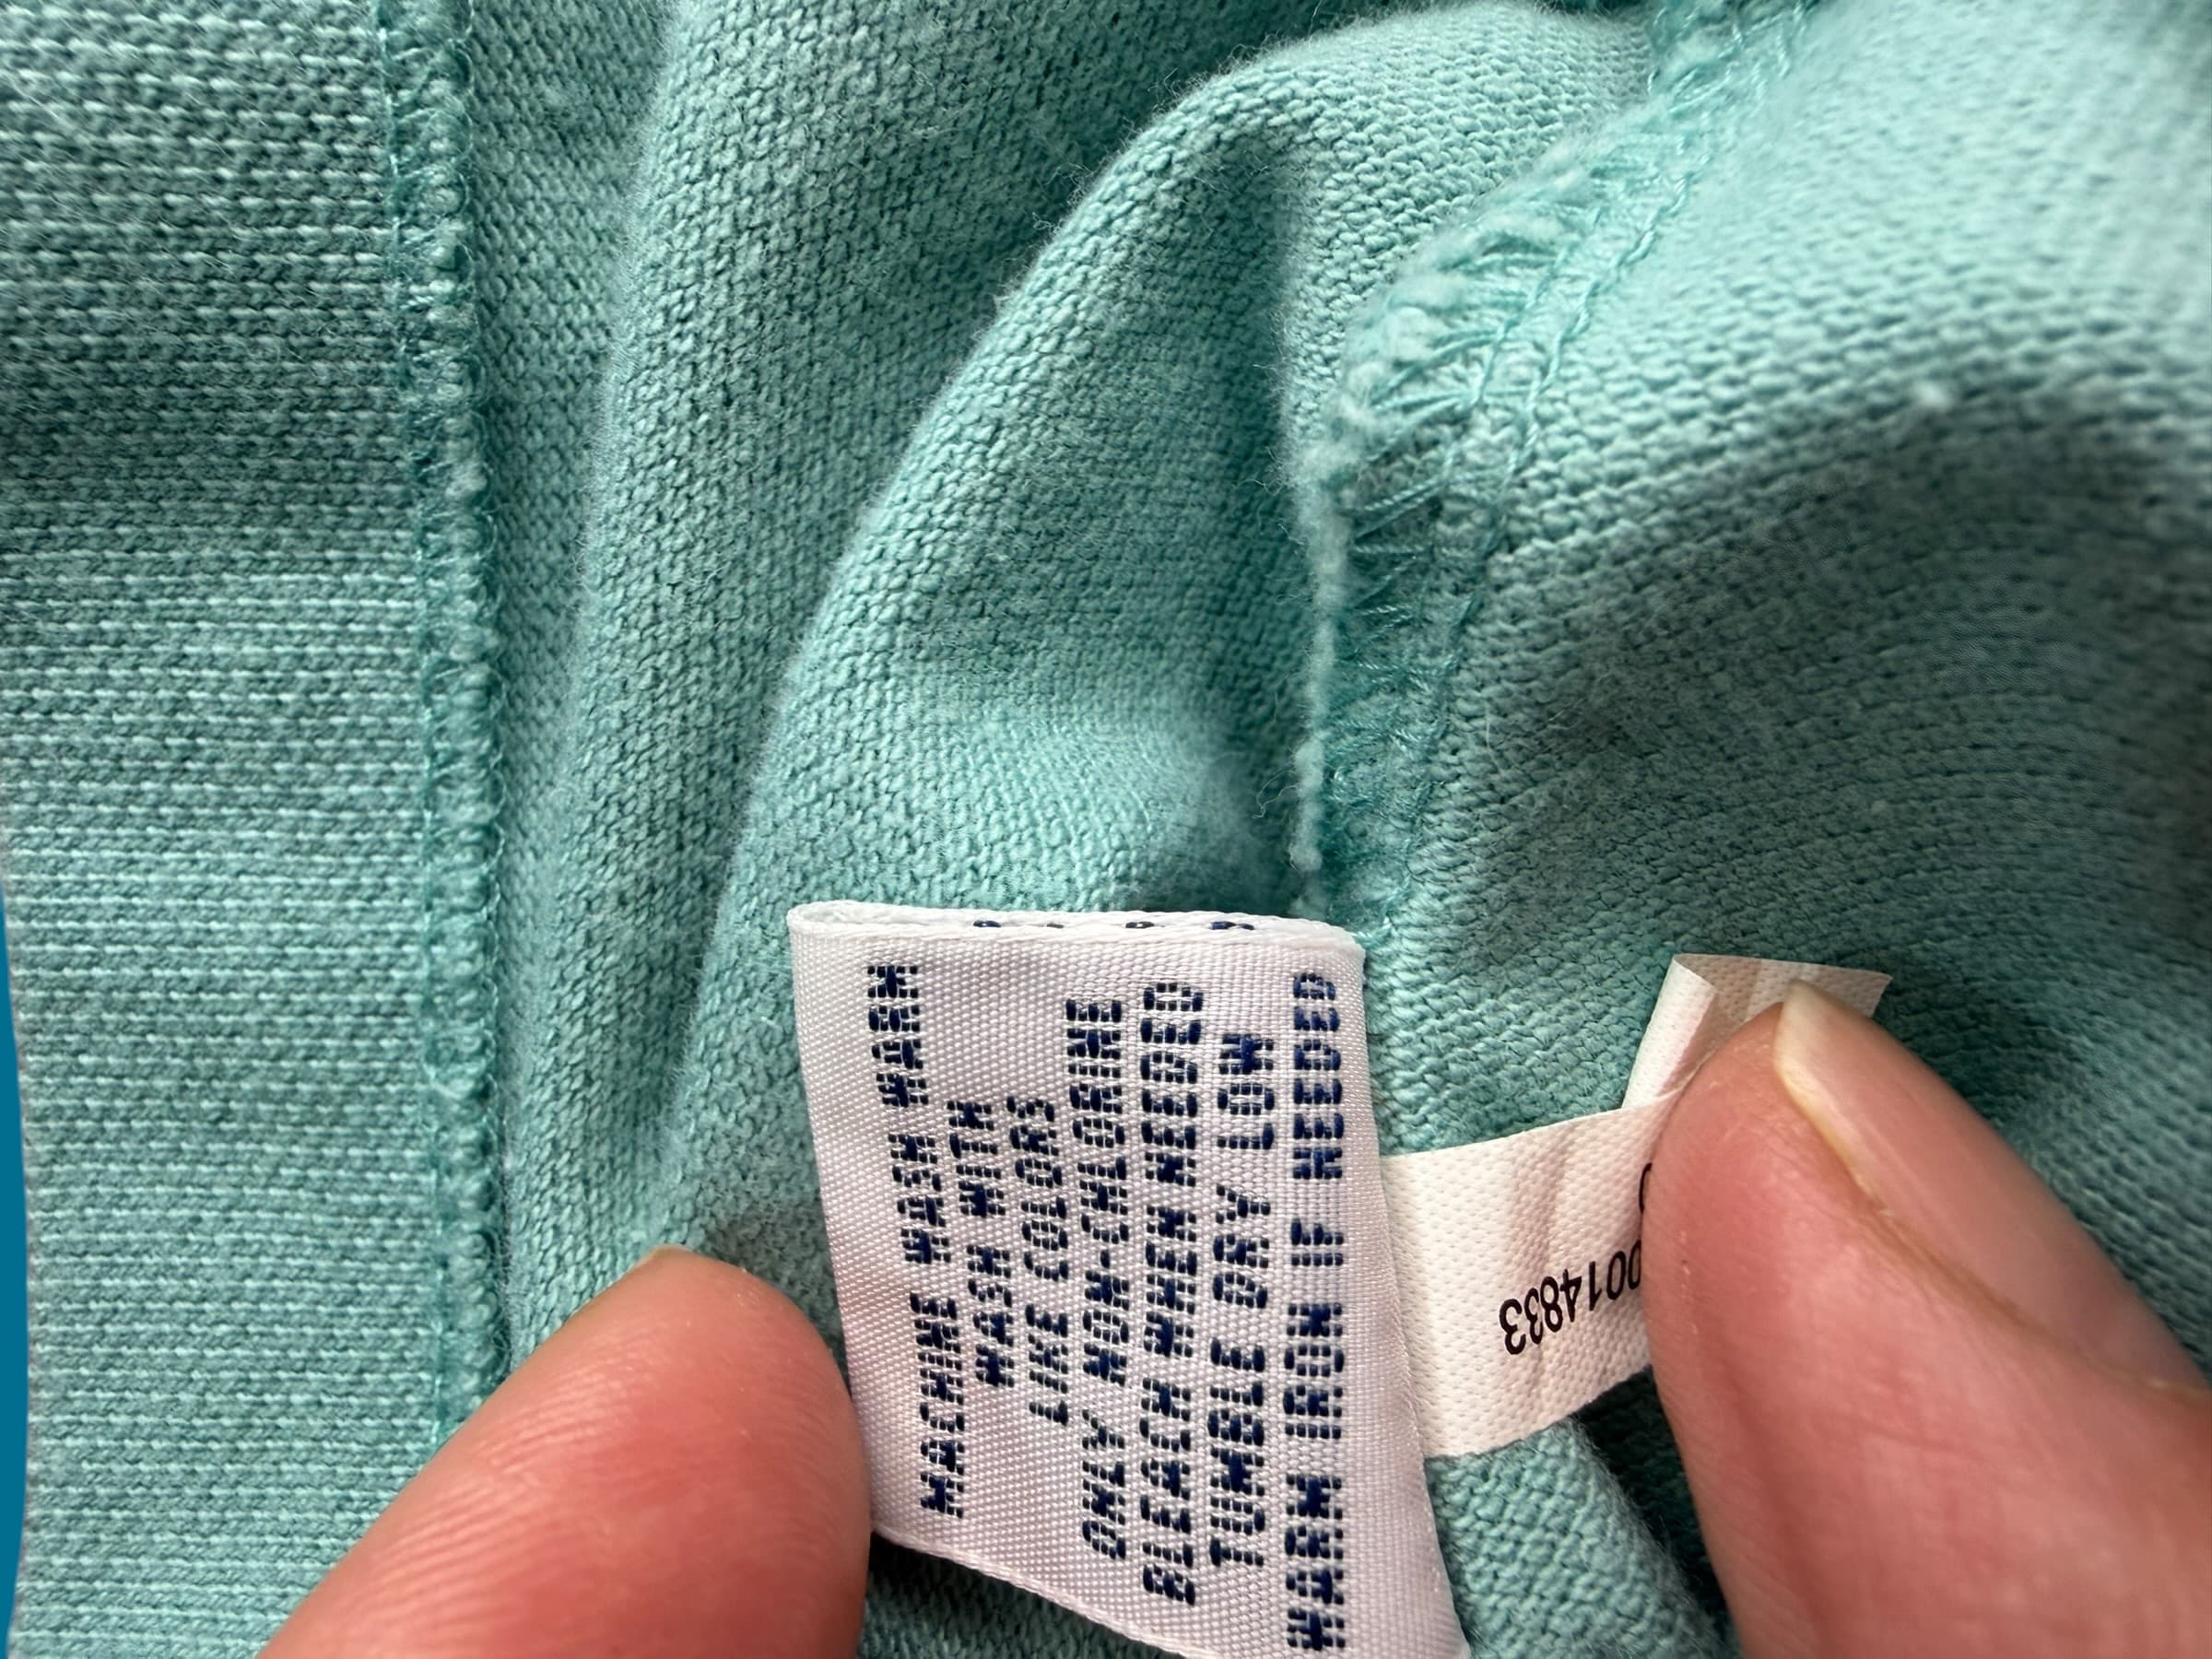 MACHINE WASH WARM
WASH WITH
LIKE COLORS
ONLY NON-CHLORINE
BLEACH WHEN NEEDED
TUMBLE DRY LOW
WARM IRON IF NEEDED
0014833